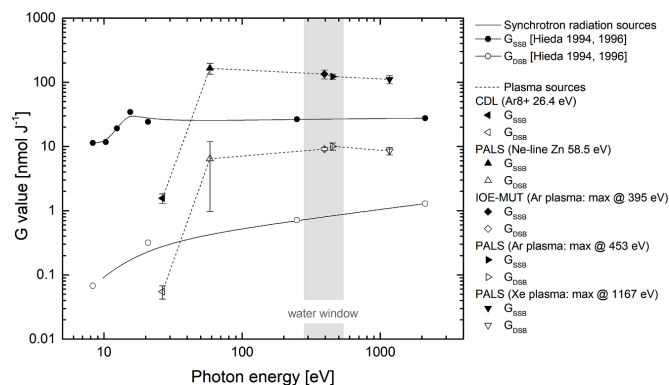 1000
100
10
1
0.1
0.01
G value [nmol J⁻¹]
10
100
1000
Photon energy [eV]
water window
Synchrotron radiation sources
G_SSB [Hieda 1994, 1996]
G_DSB [Hieda 1994, 1996]
Plasma sources
CDL (Ar8+ 26.4 eV)
G_SSB
G_DSB
PALS (Ne-line Zn 58.5 eV)
G_SSB
G_DSB
IOE-MUT (Ar plasma: max @ 395 eV)
G_SSB
G_DSB
PALS (Ar plasma: max @ 453 eV)
G_SSB
G_DSB
PALS (Xe plasma: max @ 1167 eV)
G_SSB
G_DSB